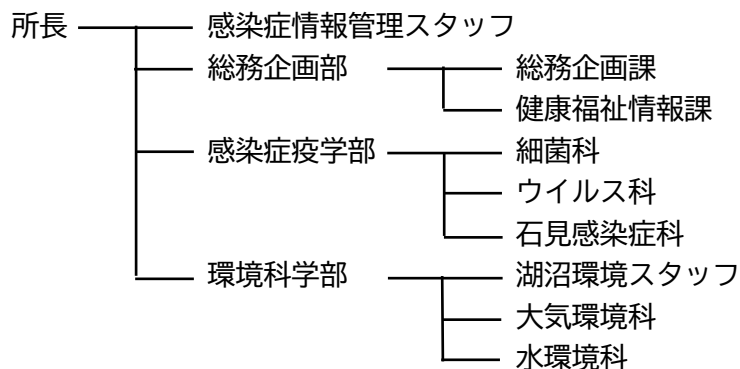 所長 感染症情報管理スタッフ
総務企画部 総務企画課
健康福祉情報課
感染症疫学部 細菌科
ウイルス科
石見感染症科
環境科学部 湖沼環境スタッフ
大気環境科
水環境科